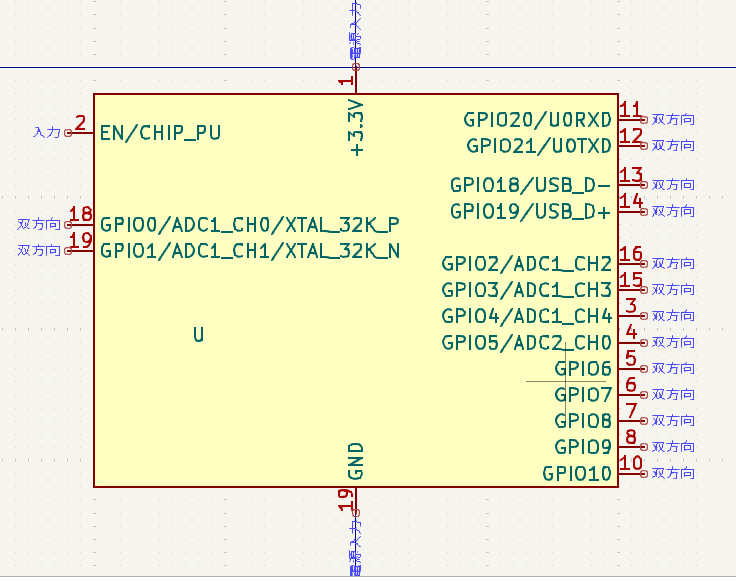 電源入力
1
+3.3V
入力 2 EN/CHIP_PU
GPIO20/U0RXD 11 双方向
GPIO21/U0TXD 12 双方向
GPIO18/USB_D- 13 双方向
GPIO19/USB_D+ 14 双方向
双方向 18 GPIO0/ADC1_CH0/XTAL_32K_P
双方向 19 GPIO1/ADC1_CH1/XTAL_32K_N
GPIO2/ADC1_CH2 16 双方向
GPIO3/ADC1_CH3 15 双方向
GPIO4/ADC1_CH4 3 双方向
GPIO5/ADC2_CH0 4 双方向
U
GPIO6 5 双方向
GPIO7 6 双方向
GPIO8 7 双方向
GPIO9 8 双方向
GPIO10 10 双方向
GND
19
電源入力